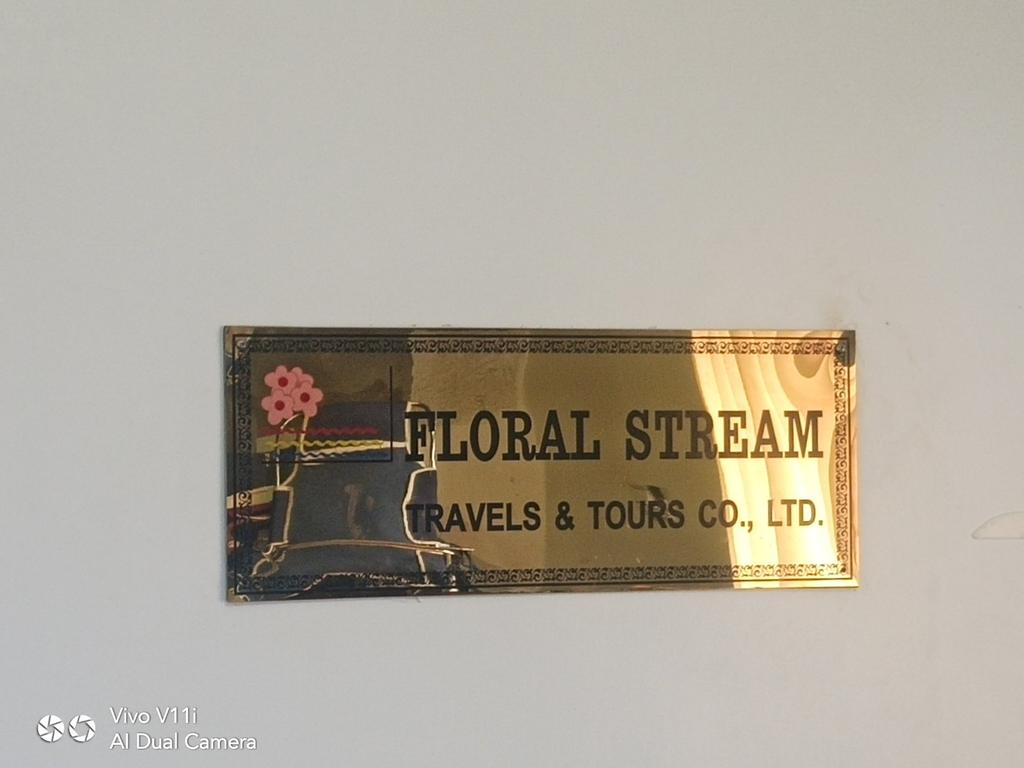 FLORAL STREAM
TRAVELS & TOURS CO., LTD.
Vivo V11i
AI Dual Camera